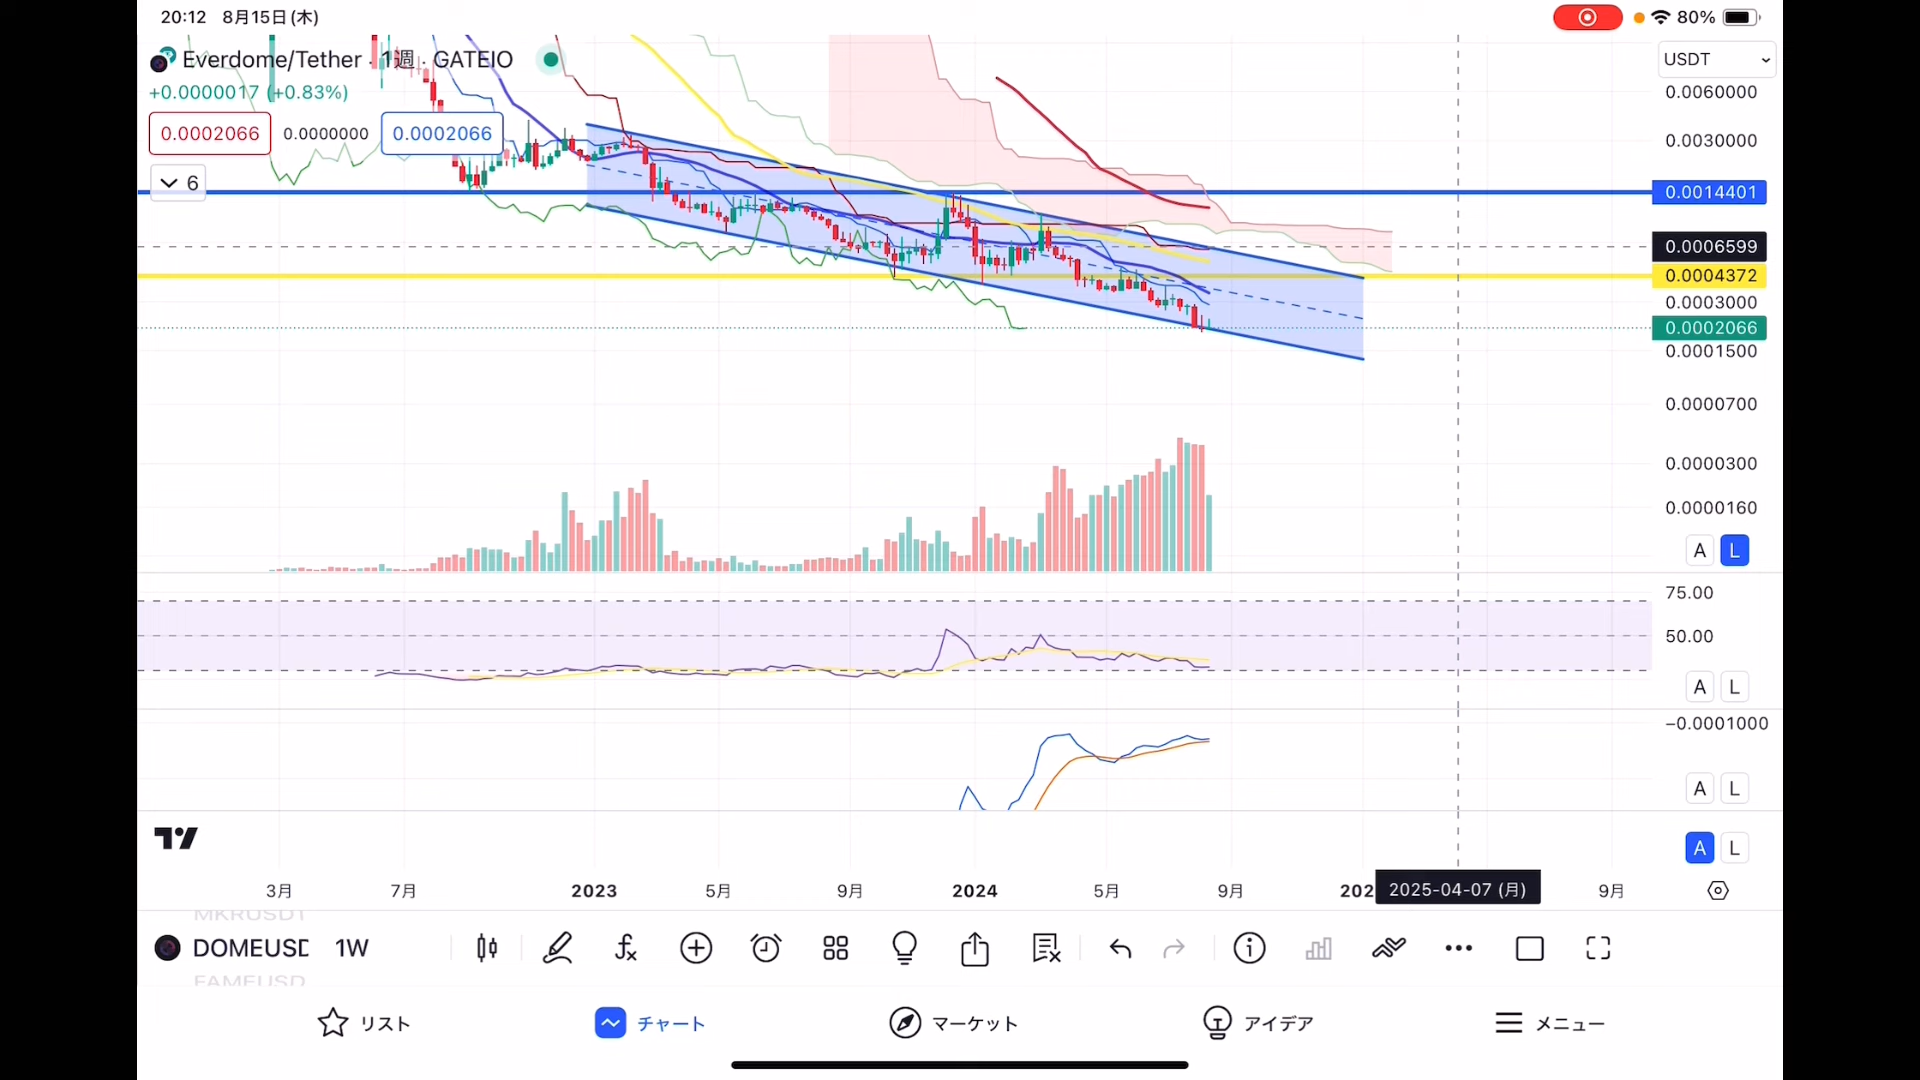 20:12 8月15日(木)
80%
Everdome/Tether · 1週 · GATEIO
USDT
+0.0000017 (+0.83%)
0.0002066 0.0000000 0.0002066
6
0.0060000
0.0030000
0.0014401
0.0006599
0.0004372
0.0003000
0.0002066
0.0001500
0.0000700
0.0000300
0.0000160
A L
75.00
50.00
A L
−0.0001000
A L
A L
3月 7月 2023 5月 9月 2024 5月 9月 202 2025-04-07 (月) 9月
MKRUSDT
DOMEUSD 1W
FAMEUSD
リスト チャート マーケット アイデア メニュー